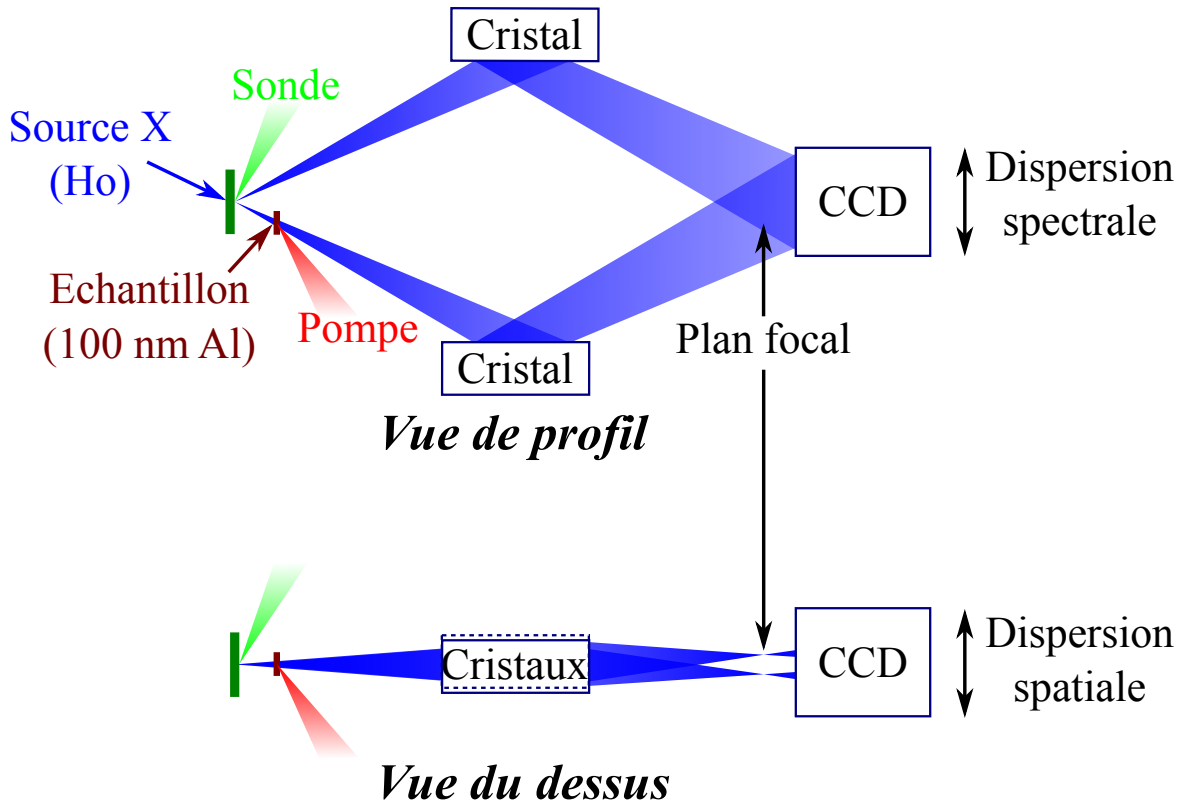 Cristal
Sonde
Source X
(Ho)
CCD
Dispersion
spectrale
Echantillon
(100 nm Al)
Pompe
Plan focal
Cristal
Vue de profil
Cristaux
CCD
Dispersion
spatiale
Vue du dessus